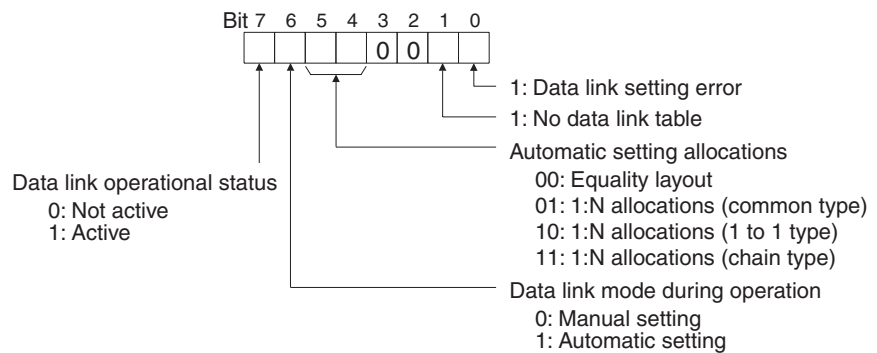 Bit 7 6 5 4 3 2 1 0
0 0
1: Data link setting error
1: No data link table
Automatic setting allocations
00: Equality layout
01: 1:N allocations (common type)
10: 1:N allocations (1 to 1 type)
11: 1:N allocations (chain type)
Data link operational status
0: Not active
1: Active
Data link mode during operation
0: Manual setting
1: Automatic setting